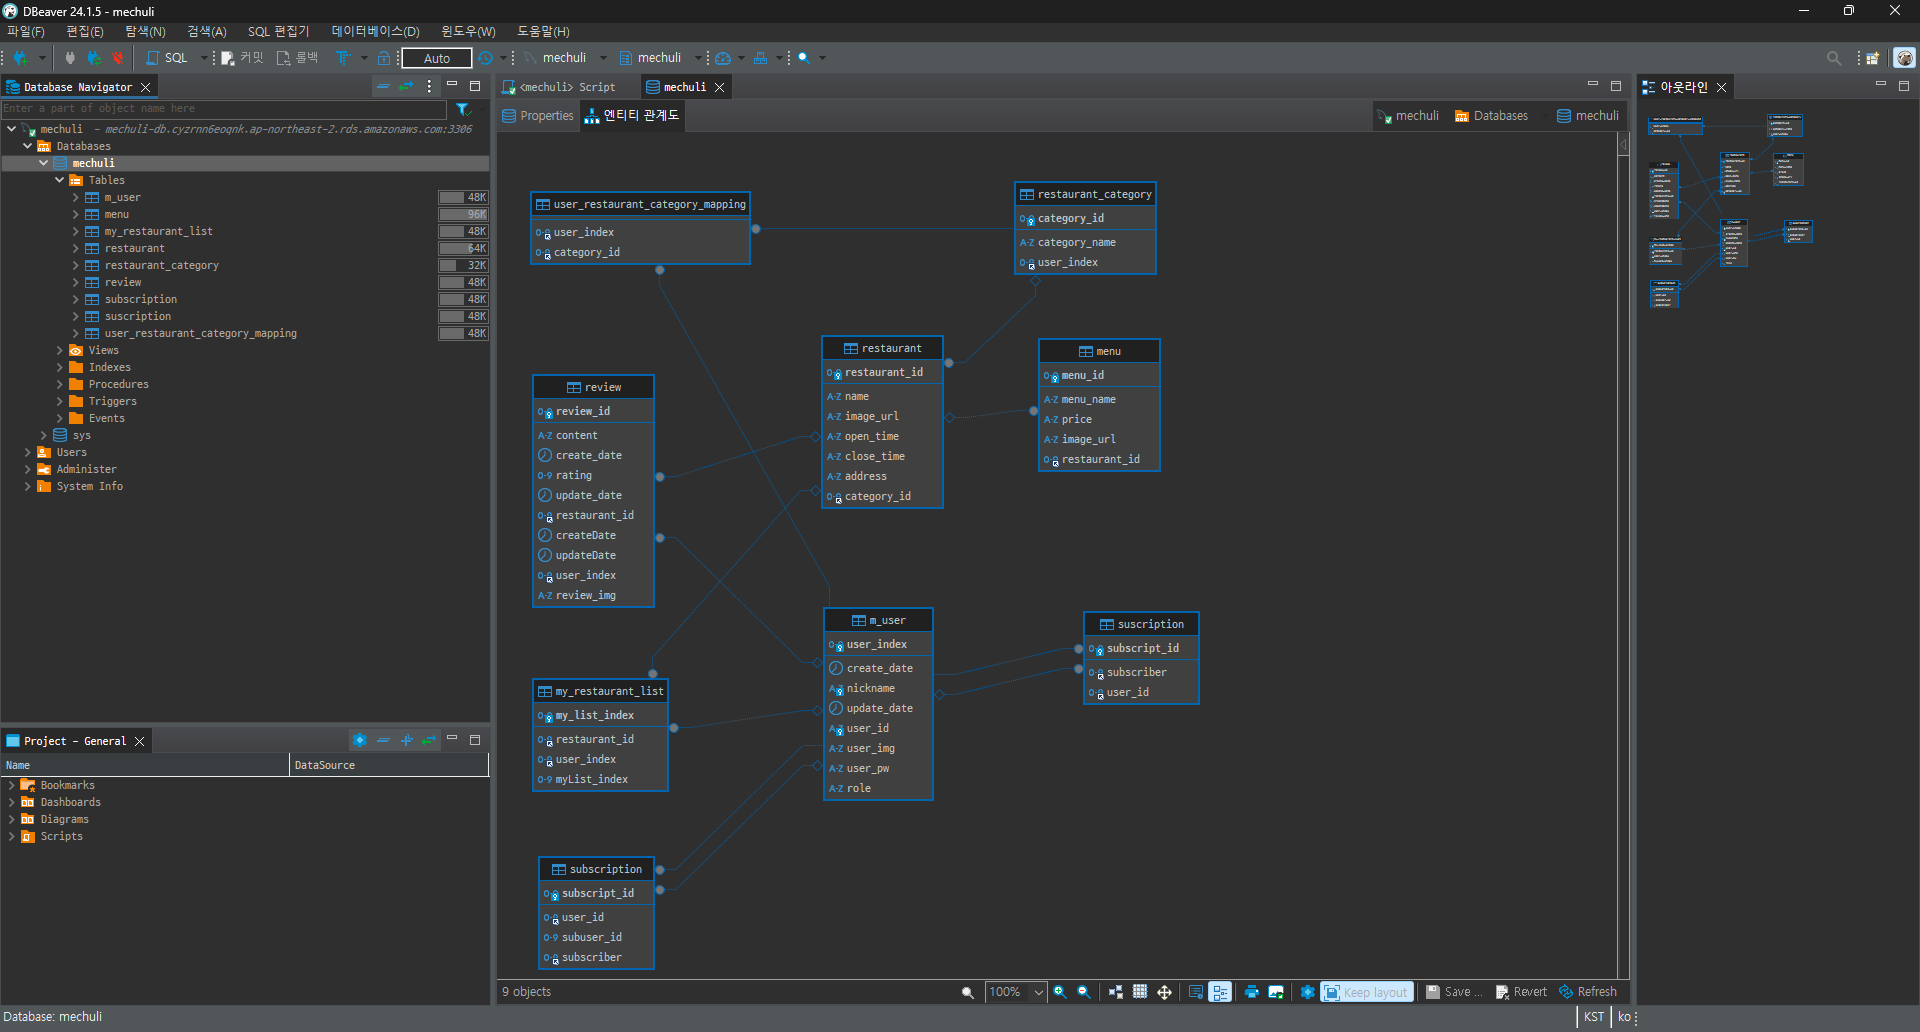 DBeaver 24.1.5 - mechuli
파일(F) 편집(E) 탐색(N) 검색(A) SQL 편집기 데이터베이스(D) 윈도우(W) 도움말(H)
SQL 커밋 롤백 Auto mechuli mechuli
Database Navigator
Enter a part of object name here
mechuli - mechuli-db.cyzrnn6eoqnk.ap-northeast-2.rds.amazonaws.com:3306
Databases
mechuli
Tables
m_user 48K
menu 96K
my_restaurant_list 48K
restaurant 64K
restaurant_category 32K
review 48K
subscription 48K
suscription 48K
user_restaurant_category_mapping 48K
Views
Indexes
Procedures
Triggers
Events
sys
Users
Administer
System Info
Project - General
Name DataSource
Bookmarks
Dashboards
Diagrams
Scripts
<mechuli> Script mechuli
Properties 엔티티 관계도 mechuli Databases mechuli
user_restaurant_category_mapping
user_index
category_id
restaurant_category
category_id
category_name
user_index
restaurant
restaurant_id
name
image_url
open_time
close_time
address
category_id
menu
menu_id
menu_name
price
image_url
restaurant_id
review
review_id
content
create_date
rating
update_date
restaurant_id
createDate
updateDate
user_index
review_img
m_user
user_index
create_date
nickname
update_date
user_id
user_img
user_pw
role
suscription
subscript_id
subscriber
user_id
my_restaurant_list
my_list_index
restaurant_id
user_index
myList_index
subscription
subscript_id
user_id
subuser_id
subscriber
9 objects 100% Keep layout Save ... Revert Refresh
아웃라인
Database: mechuli KST ko